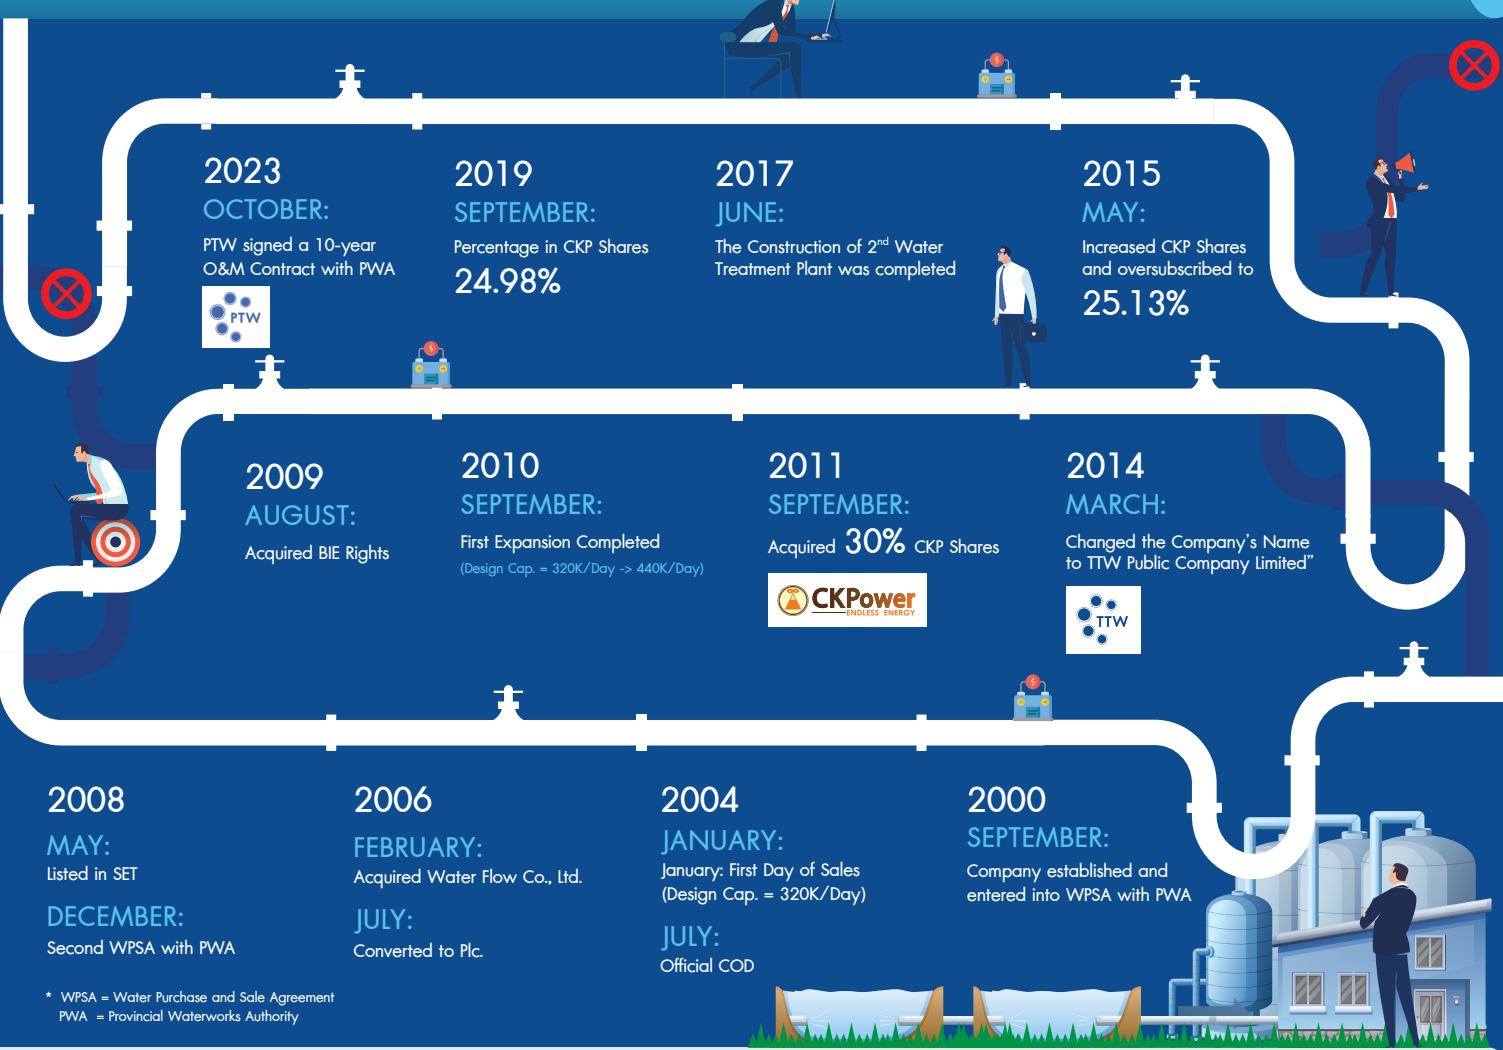 2023
OCTOBER:
PTW signed a 10-year
O&M Contract with PWA
PTW
2019
SEPTEMBER:
Percentage in CKP Shares
24.98%
2017
JUNE:
The Construction of 2nd Water
Treatment Plant was completed
2015
MAY:
Increased CKP Shares
and oversubscribed to
25.13%
2009
AUGUST:
Acquired BIE Rights
2010
SEPTEMBER:
First Expansion Completed
(Design Cap. = 320K/Day -> 440K/Day)
2011
SEPTEMBER:
Acquired 30% CKP Shares
CKPower
ENDLESS ENERGY
2014
MARCH:
Changed the Company's Name
to TTW Public Company Limited”
TTW
2008
MAY:
Listed in SET
DECEMBER:
Second WPSA with PWA
2006
FEBRUARY:
Acquired Water Flow Co., Ltd.
JULY:
Converted to Plc.
2004
JANUARY:
January: First Day of Sales
(Design Cap. = 320K/Day)
JULY:
Official COD
2000
SEPTEMBER:
Company established and
entered into WPSA with PWA
* WPSA = Water Purchase and Sale Agreement
PWA = Provincial Waterworks Authority